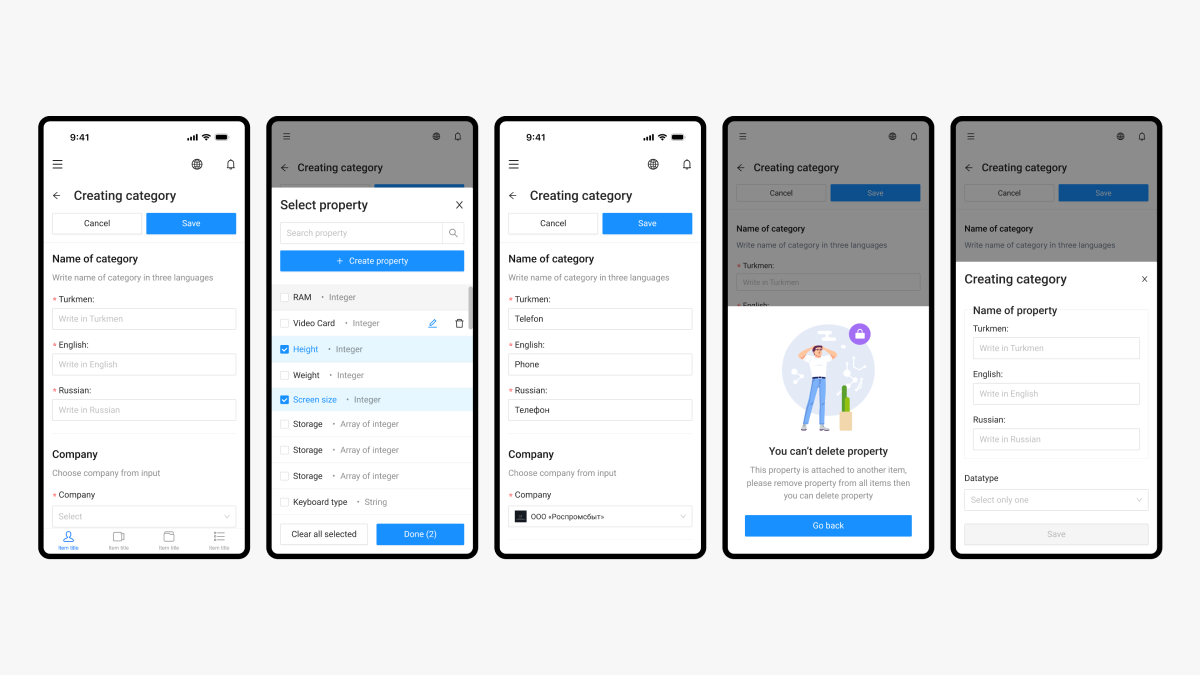 9:41
Creating category
Cancel
Save
Name of category
Write name of category in three languages
* Turkmen:
Write in Turkmen
* English:
Write in English
* Russian:
Write in Russian
Company
Choose company from input
* Company
Select
Item title
Item title
Item title
Item title
Creating category
Select property
Search property
+ Create property
RAM • Integer
Video Card • Integer
Height • Integer
Weight • Integer
Screen size • Integer
Storage • Array of integer
Storage • Array of integer
Storage • Array of integer
Keyboard type • String
Clear all selected
Done (2)
9:41
Creating category
Cancel
Save
Name of category
Write name of category in three languages
* Turkmen:
Telefon
* English:
Phone
* Russian:
Телефон
Company
Choose company from input
* Company
ООО «Роспромсбыт»
Creating category
Cancel
Save
Name of category
Write name of category in three languages
* Turkmen:
Write in Turkmen
* English:
You can't delete property
This property is attached to another item,
please remove property from all items then
you can delete property
Go back
Creating category
Cancel
Save
Name of category
Write name of category in three languages
Creating category
Name of property
Turkmen:
Write in Turkmen
English:
Write in English
Russian:
Write in Russian
Datatype
Select only one
Save